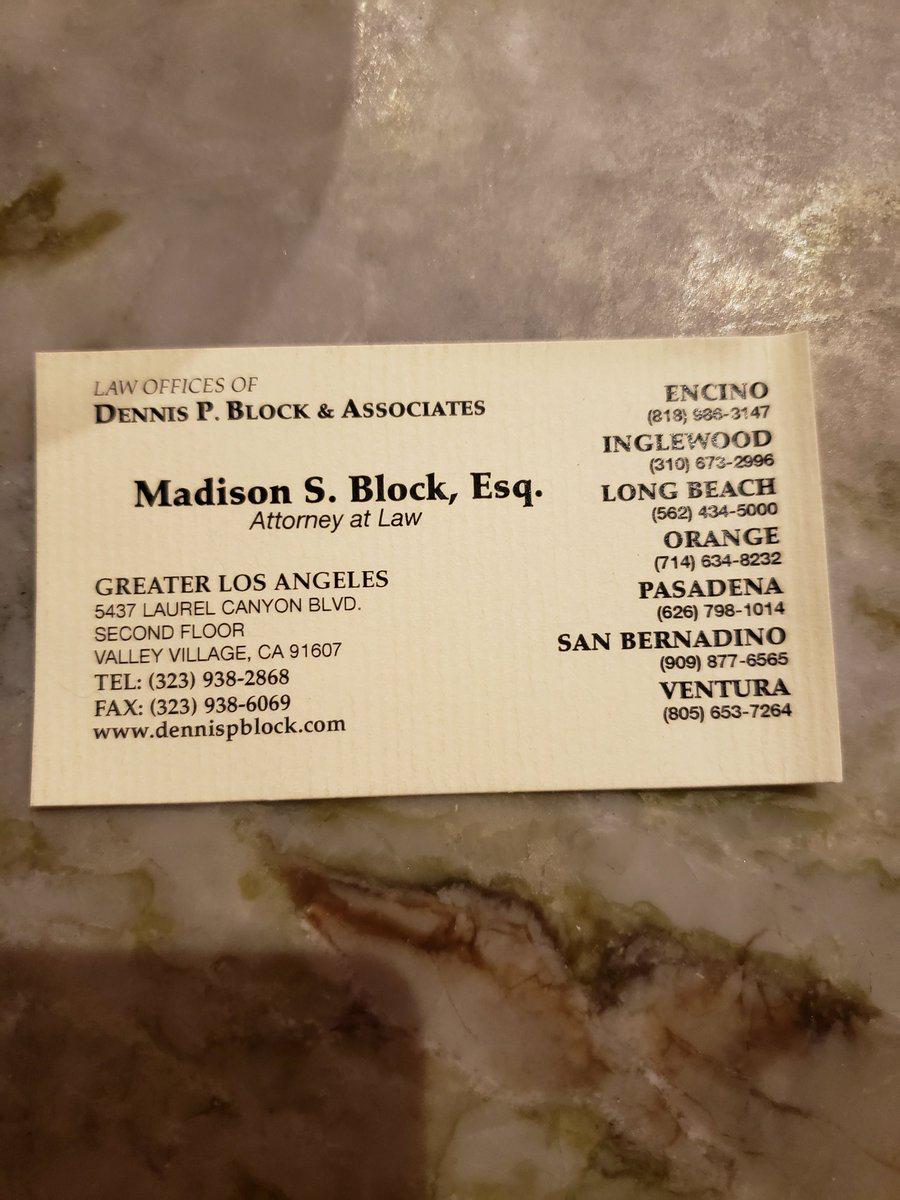 LAW OFFICES OF
DENNIS P. BLOCK & ASSOCIATES
Madison S. Block, Esq.
Attorney at Law
GREATER LOS ANGELES
5437 LAUREL CANYON BLVD.
SECOND FLOOR
VALLEY VILLAGE, CA 91607
TEL: (323) 938-2868
FAX: (323) 938-6069
www.dennispblock.com
ENCINO
(818) 986-3147
INGLEWOOD
(310) 673-2996
LONG BEACH
(562) 434-5000
ORANGE
(714) 634-8232
PASADENA
(626) 798-1014
SAN BERNADINO
(909) 877-6565
VENTURA
(805) 653-7264